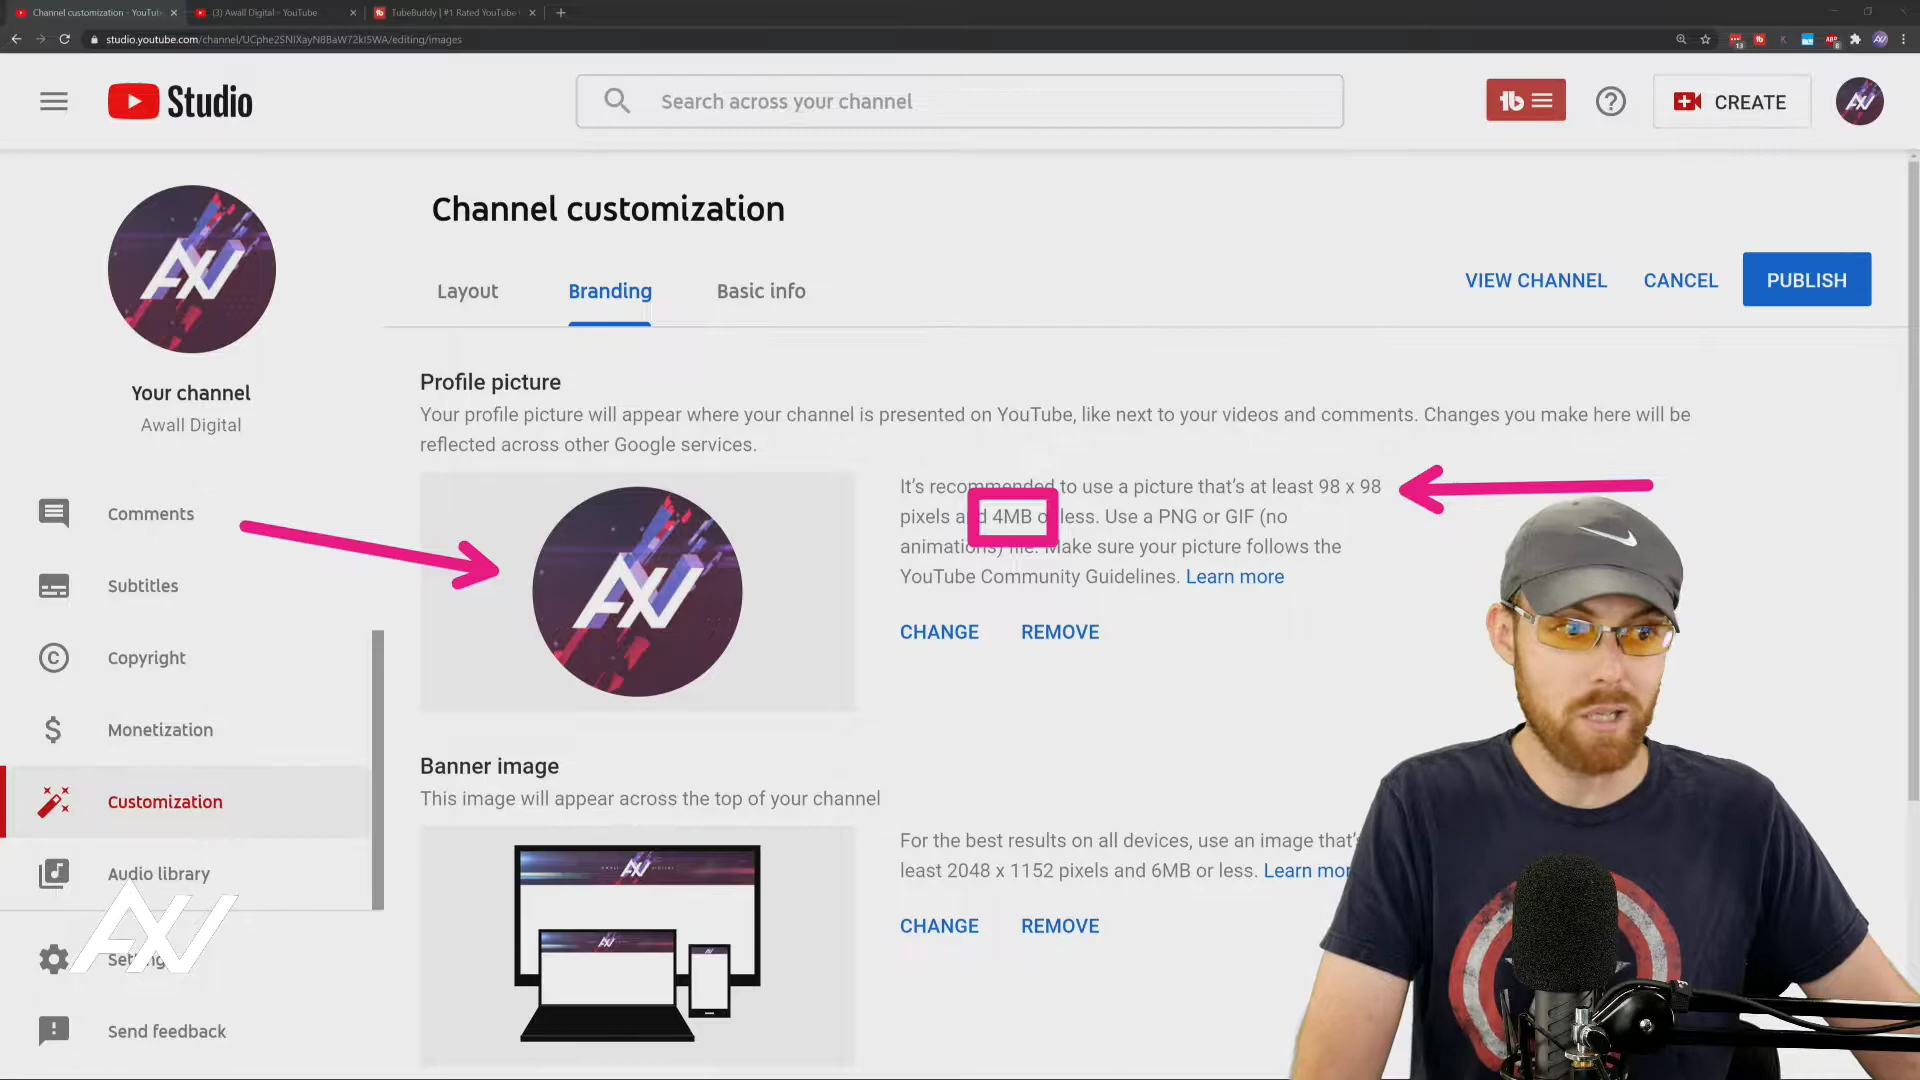 Channel customization - YouTu
(3) Awall Digital - YouTube
TubeBuddy | #1 Rated YouTube
studio.youtube.com/channel/UCphe2SNIXayN8BaW72kI5WA/editing/images
Studio
Search across your channel
CREATE
Channel customization
Layout
Branding
Basic info
VIEW CHANNEL
CANCEL
PUBLISH
Your channel
Awall Digital
Comments
Subtitles
Copyright
Monetization
Customization
Audio library
Send feedback
Profile picture
Your profile picture will appear where your channel is presented on YouTube, like next to your videos and comments. Changes you make here will be
reflected across other Google services.
It's recommended to use a picture that's at least 98 x 98
pixels and 4MB or less. Use a PNG or GIF (no
animations) file. Make sure your picture follows the
YouTube Community Guidelines. Learn more
CHANGE
REMOVE
Banner image
This image will appear across the top of your channel
For the best results on all devices, use an image that's
least 2048 x 1152 pixels and 6MB or less. Learn mor
CHANGE
REMOVE